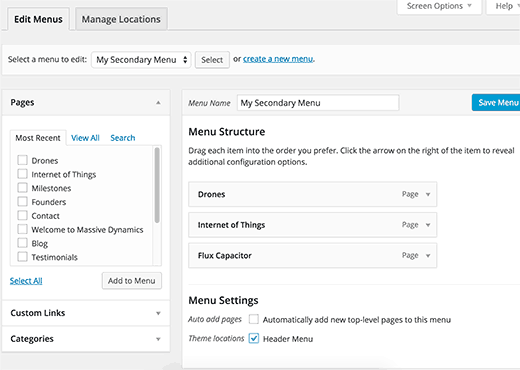 Screen Options Help
Edit Menus Manage Locations
Select a menu to edit: My Secondary Menu Select or create a new menu.
Pages
Most Recent View All Search
Drones
Internet of Things
Milestones
Founders
Contact
Welcome to Massive Dynamics
Blog
Testimonials
Select All Add to Menu
Custom Links
Categories
Menu Name My Secondary Menu Save Menu
Menu Structure
Drag each item into the order you prefer. Click the arrow on the right of the item to reveal
additional configuration options.
Drones Page
Internet of Things Page
Flux Capacitor Page
Menu Settings
Auto add pages Automatically add new top-level pages to this menu
Theme locations Header Menu